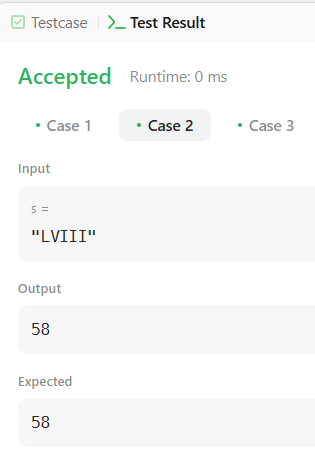 Testcase Test Result
Accepted Runtime: 0 ms
• Case 1 • Case 2 • Case 3
Input
s =
"LVIII"
Output
58
Expected
58